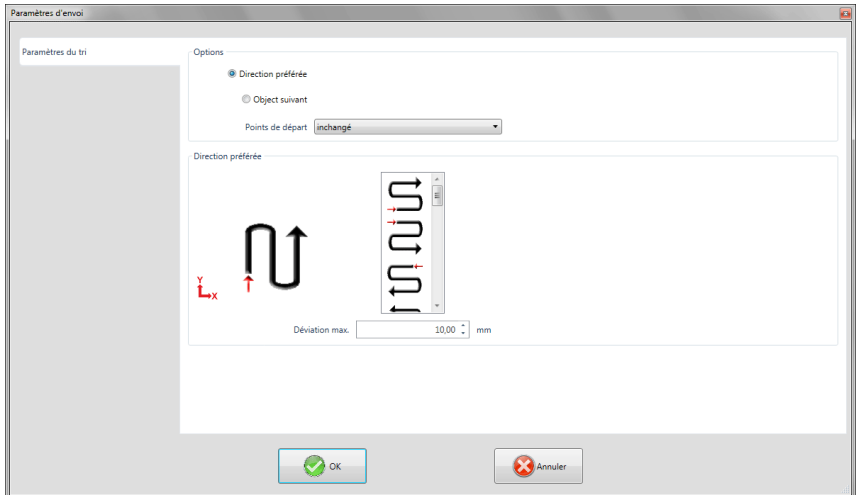 Paramètres d'envoi
Paramètres du tri
Options
Direction préférée
Object suivant
Points de départ inchangé
Direction préférée
Y
X
Déviation max. 10,00 mm
OK Annuler